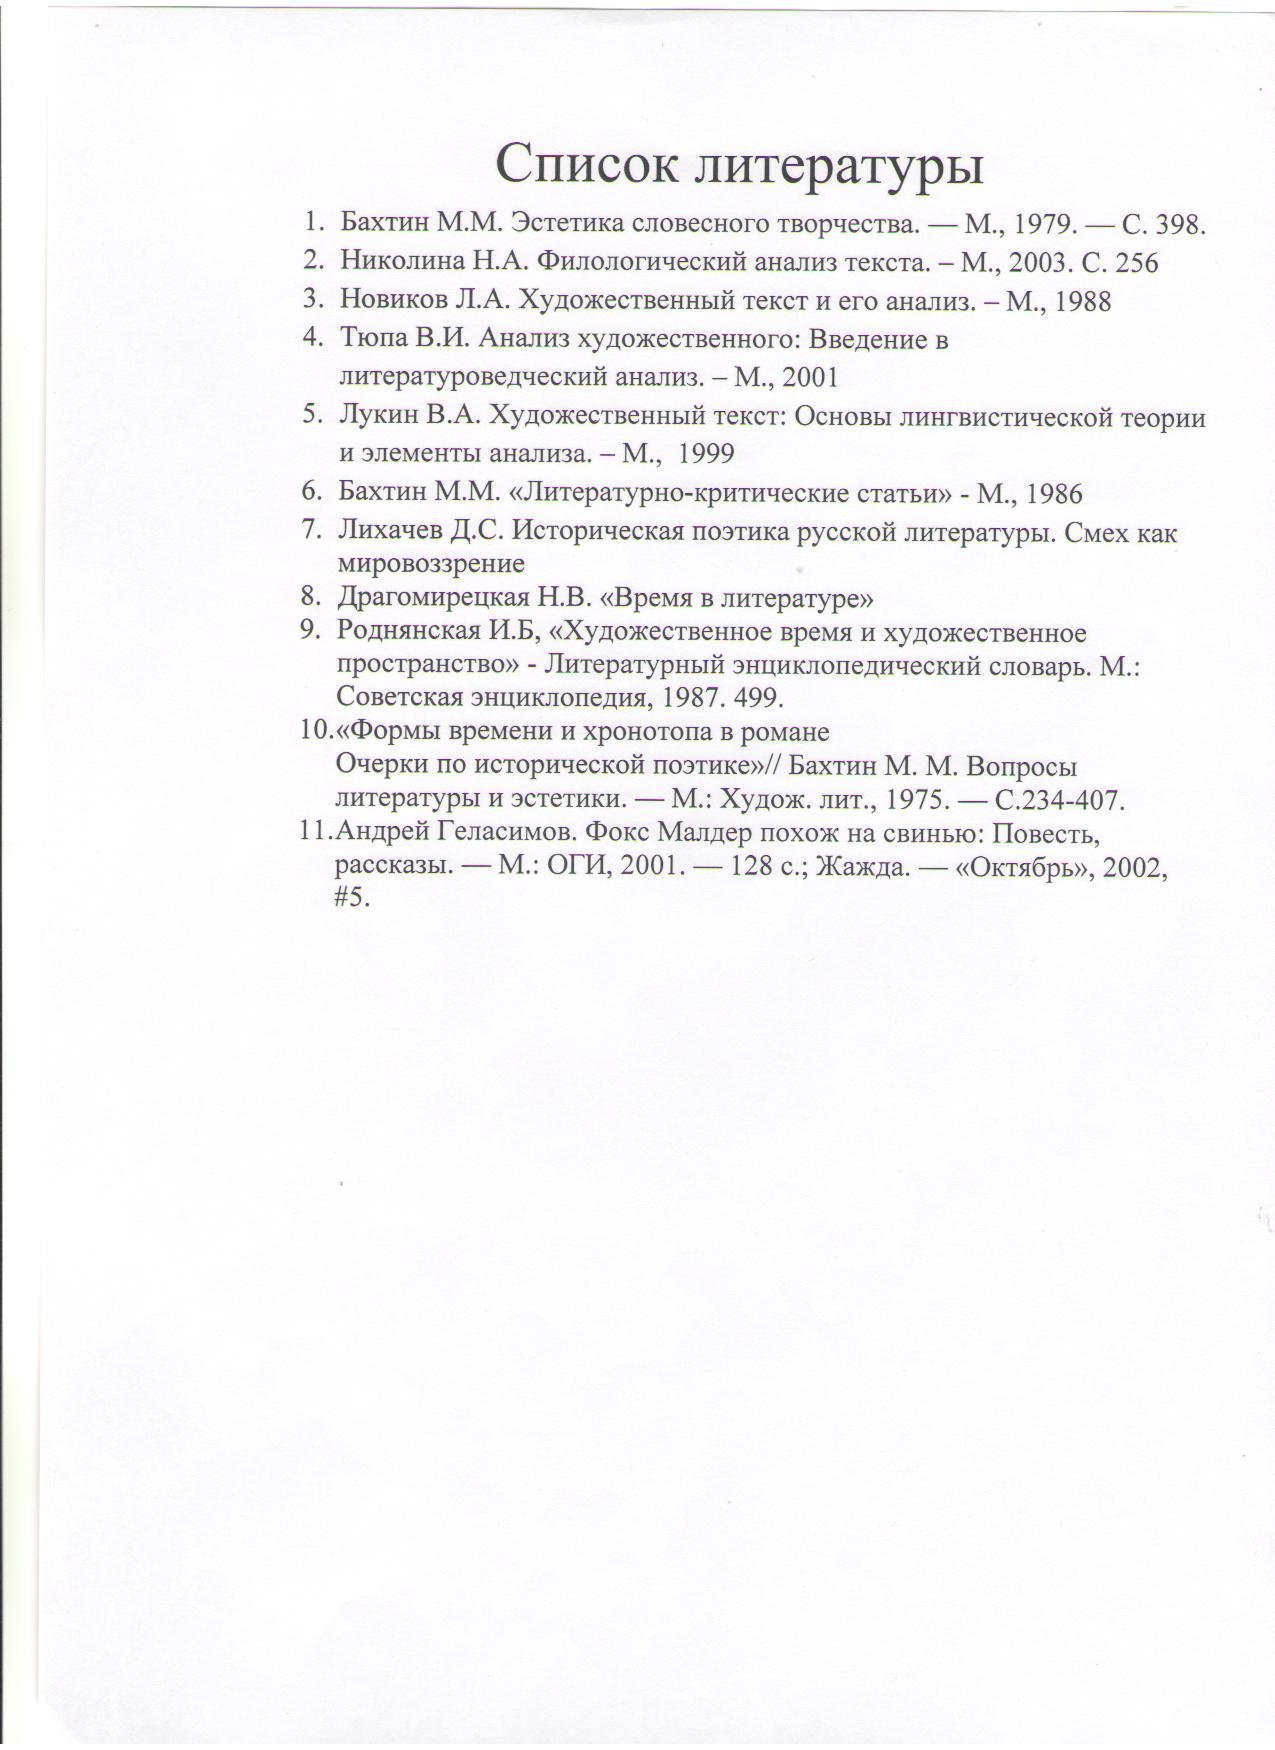 Список литературы
1. Бахтин М.М. Эстетика словесного творчества. — М., 1979. — С. 398.
2. Николина Н.А. Филологический анализ текста. – М., 2003. С. 256
3. Новиков Л.А. Художественный текст и его анализ. – М., 1988
4. Тюпа В.И. Анализ художественного: Введение в
литературоведческий анализ. – М., 2001
5. Лукин В.А. Художественный текст: Основы лингвистической теории
и элементы анализа. – М.,  1999
6. Бахтин М.М. «Литературно-критические статьи» - М., 1986
7. Лихачев Д.С. Историческая поэтика русской литературы. Смех как
мировоззрение
8. Драгомирецкая Н.В. «Время в литературе»
9. Роднянская И.Б, «Художественное время и художественное
пространство» - Литературный энциклопедический словарь. М.:
Советская энциклопедия, 1987. 499.
10.«Формы времени и хронотопа в романе
Очерки по исторической поэтике»// Бахтин М. М. Вопросы
литературы и эстетики. — М.: Худож. лит., 1975. — С.234-407.
11.Андрей Геласимов. Фокс Малдер похож на свинью: Повесть,
рассказы. — М.: ОГИ, 2001. — 128 с.; Жажда. — «Октябрь», 2002,
#5.